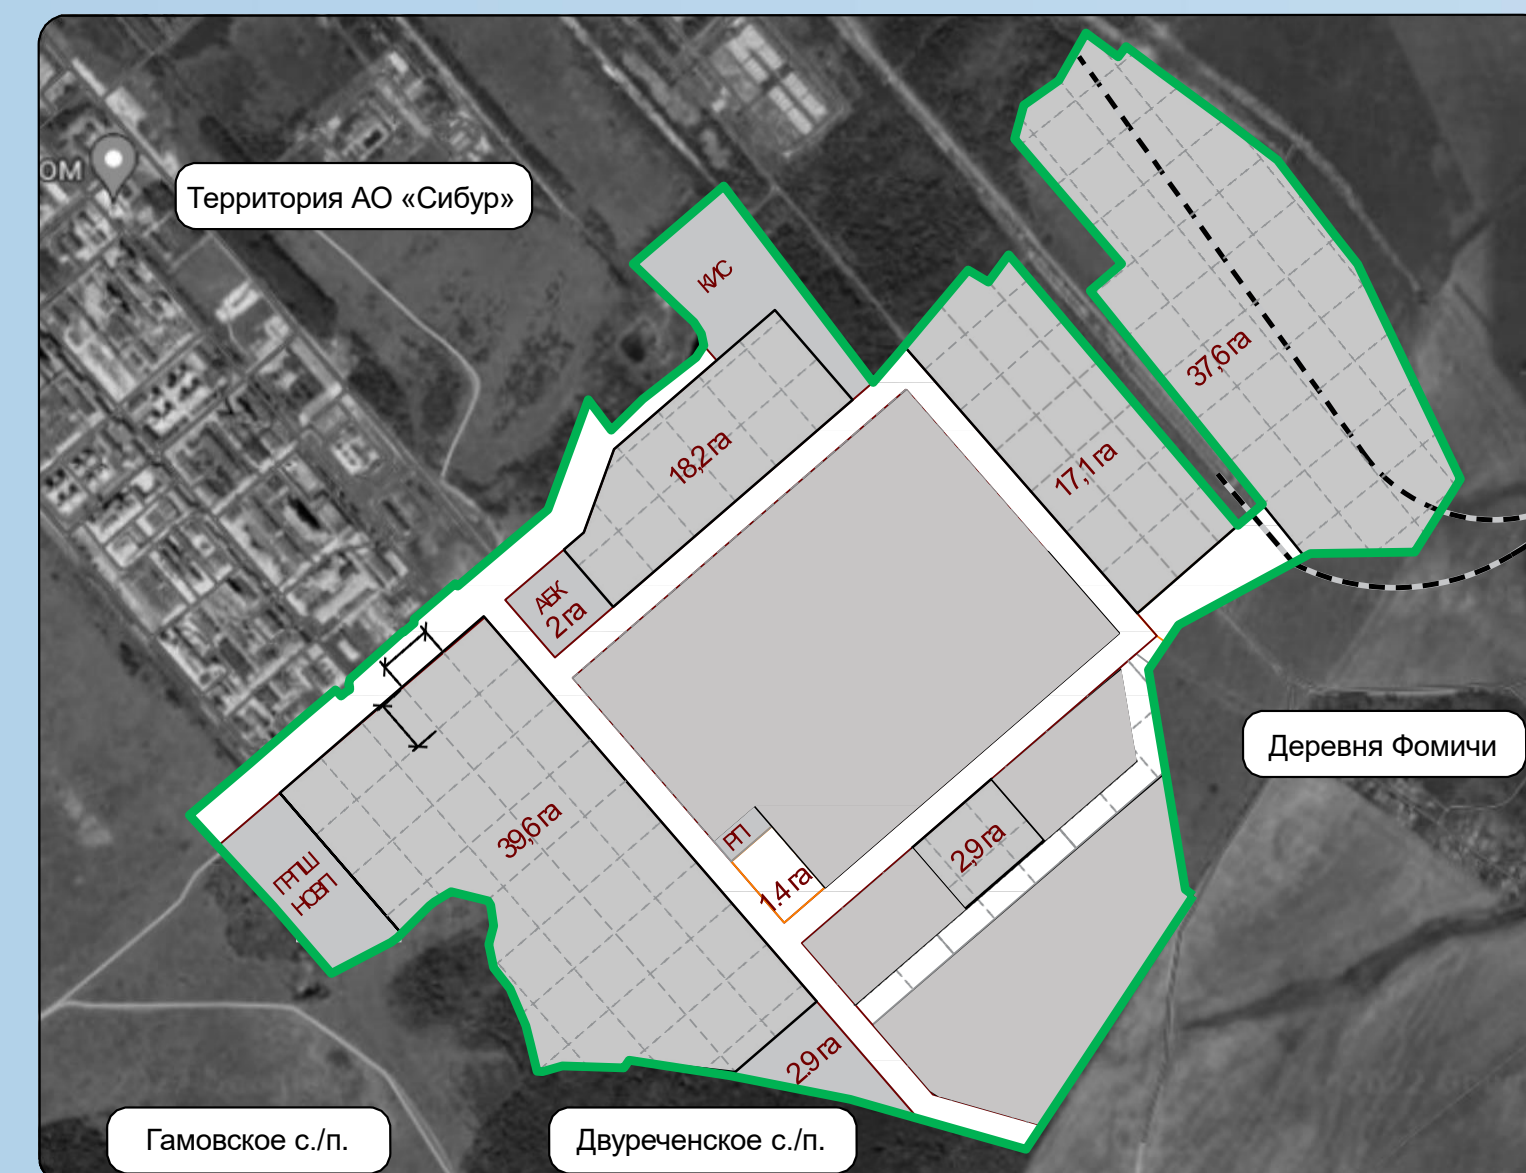 ОМ
Территория АО «Сибур»
КИС
37,6 га
18,2 га
17,1 га
АБК
2 га
Деревня Фомичи
39,6 га
РП
2,9 га
1.4 га
ГРПШ
НОВП
2.9 га
Гамовское с./п.
Двуреченское с./п.